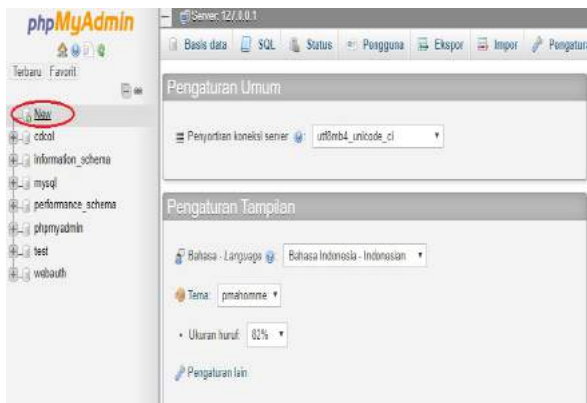 phpMyAdmin
Terbaru Favorit
New
cdcol
information_schema
mysql
performance_schema
phpmyadmin
test
webauth
Server: 127.0.0.1
Basis data SQL Status Pengguna Ekspor Impor Pengatura
Pengaturan Umum
Penyortian koneksi server utf8mb4_unicode_ci
Pengaturan Tampilan
Bahasa - Language Bahasa Indonesia - Indonesian
Tema: pmahomme
Ukuran huruf: 82%
Pengaturan lain